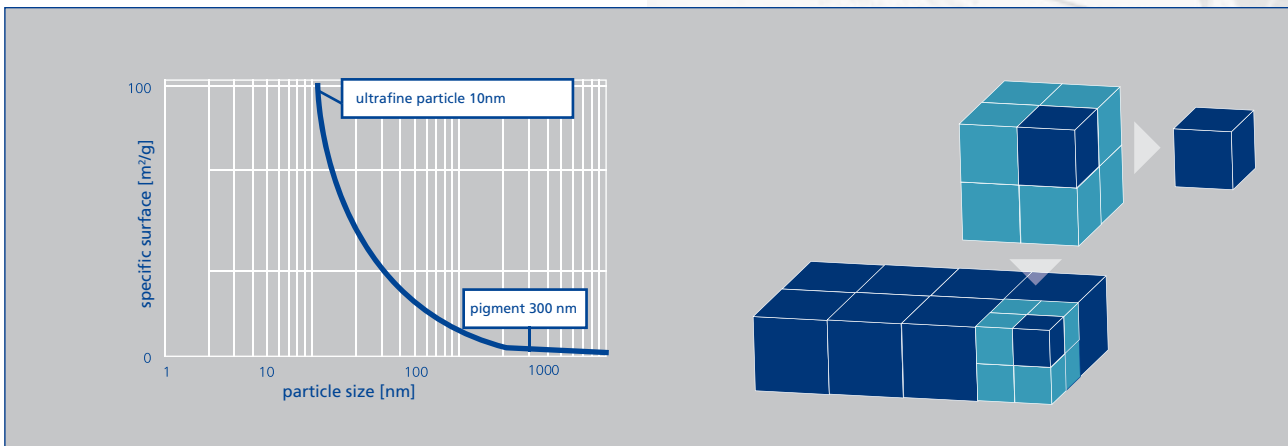 100
ultrafine particle 10nm
specific surface [m²/g]
pigment 300 nm
0
1 10 100 1000
particle size [nm]